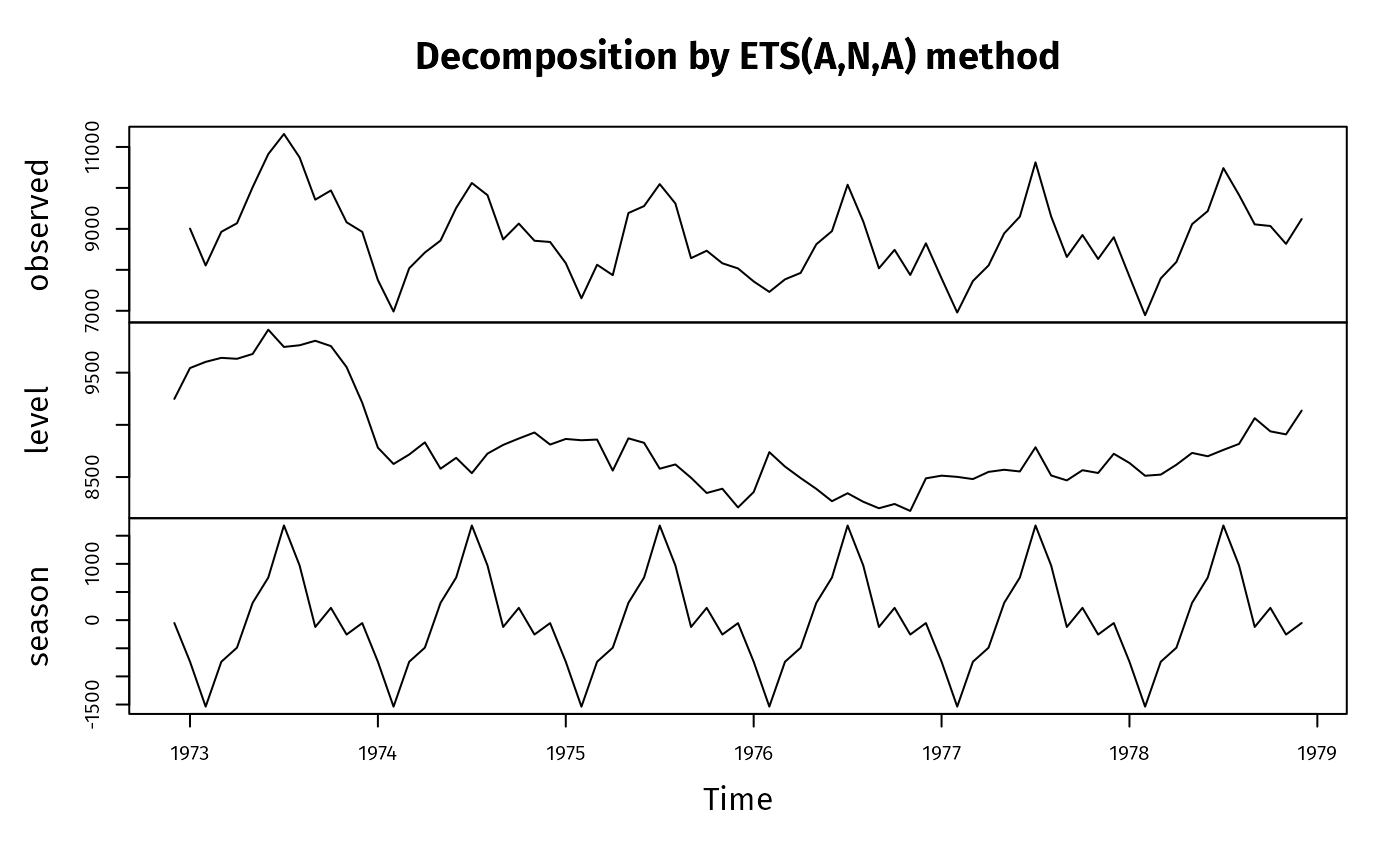 Decomposition by ETS(A,N,A) method
observed
7000 9000 11000
level
8500 9500
season
-1500 0 1000
1973 1974 1975 1976 1977 1978 1979
Time